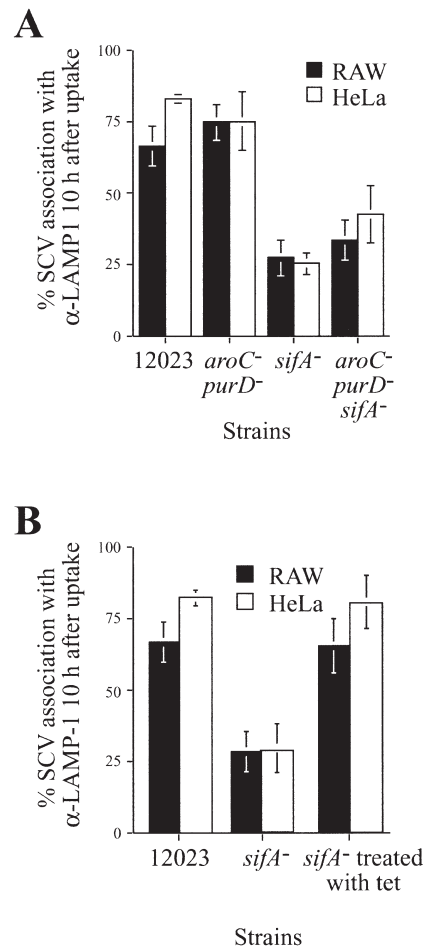 A
% SCV association with
α-LAMP1 10 h after uptake
100
75
50
25
0
RAW
HeLa
12023 aroC- sifA- aroC-
purD- purD-
sifA-
Strains
B
% SCV association with
α-LAMP-1 10 h after uptake
100
75
50
25
0
RAW
HeLa
12023 sifA- sifA- treated
with tet
Strains